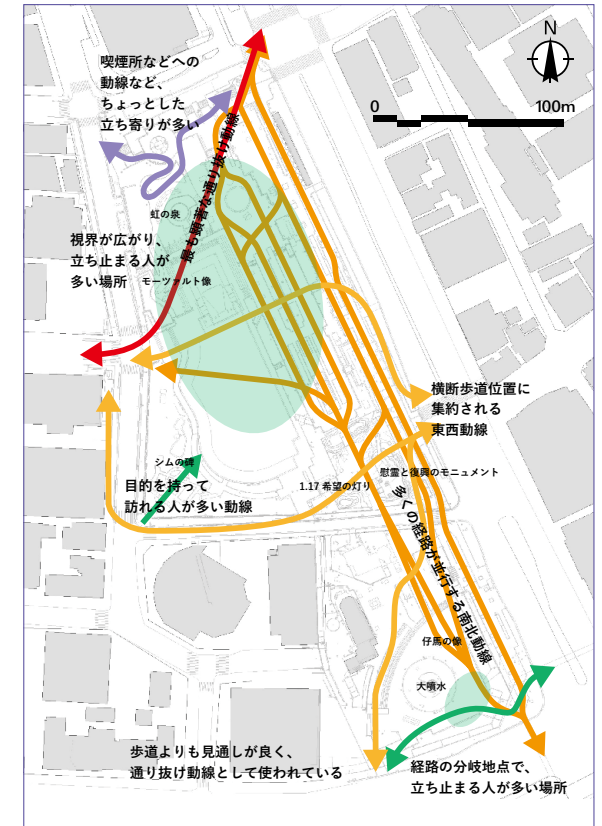 喫煙所などへの
動線など、
ちょっとした
立ち寄りが多い
N
0 100m
最も顕著な通り抜け動線
虹の泉
視界が広がり、
立ち止まる人が
多い場所
モーツァルト像
横断歩道位置に
集約される
東西動線
シムの碑
目的を持って
訪れる人が多い動線
1.17 希望の灯り
慰霊と復興のモニュメント
多くの経路が並行する南北動線
仔馬の像
大噴水
歩道よりも見通しが良く、
通り抜け動線として使われている
経路の分岐地点で、
立ち止まる人が多い場所